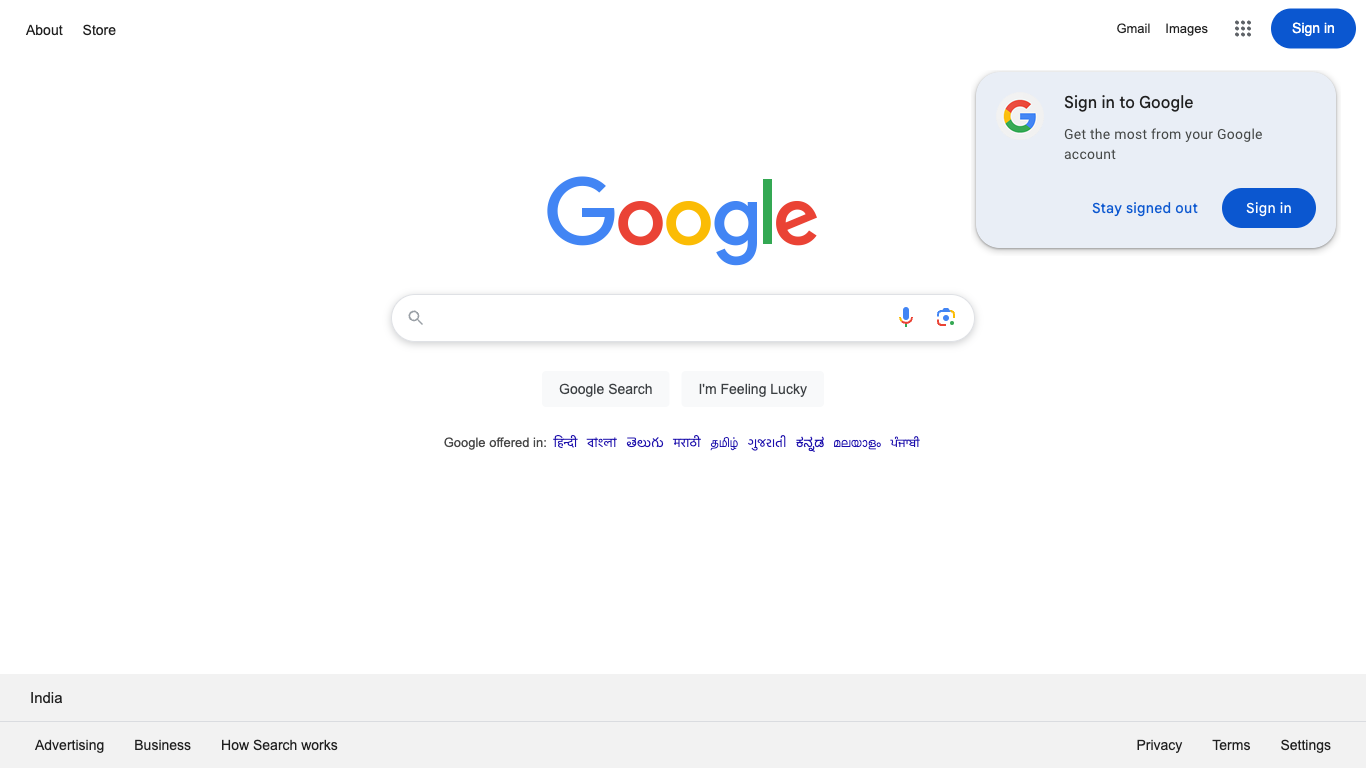 About Store
Gmail Images Sign in
Sign in to Google
Get the most from your Google
account
Stay signed out Sign in
Google
Google Search I'm Feeling Lucky
Google offered in: हिन्दी বাংলা తెలుగు मराठी தமிழ் ગુજરાતી ಕನ್ನಡ മലയാളം ਪੰਜਾਬੀ
India
Advertising Business How Search works
Privacy Terms Settings